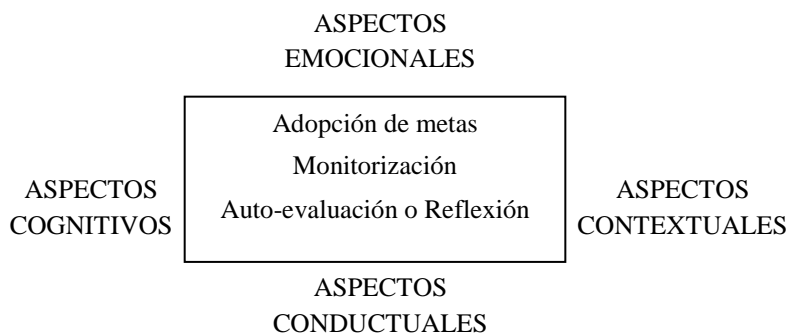 ASPECTOS
EMOCIONALES
Adopción de metas
Monitorización
Auto-evaluación o Reflexión
ASPECTOS
COGNITIVOS
ASPECTOS
CONTEXTUALES
ASPECTOS
CONDUCTUALES